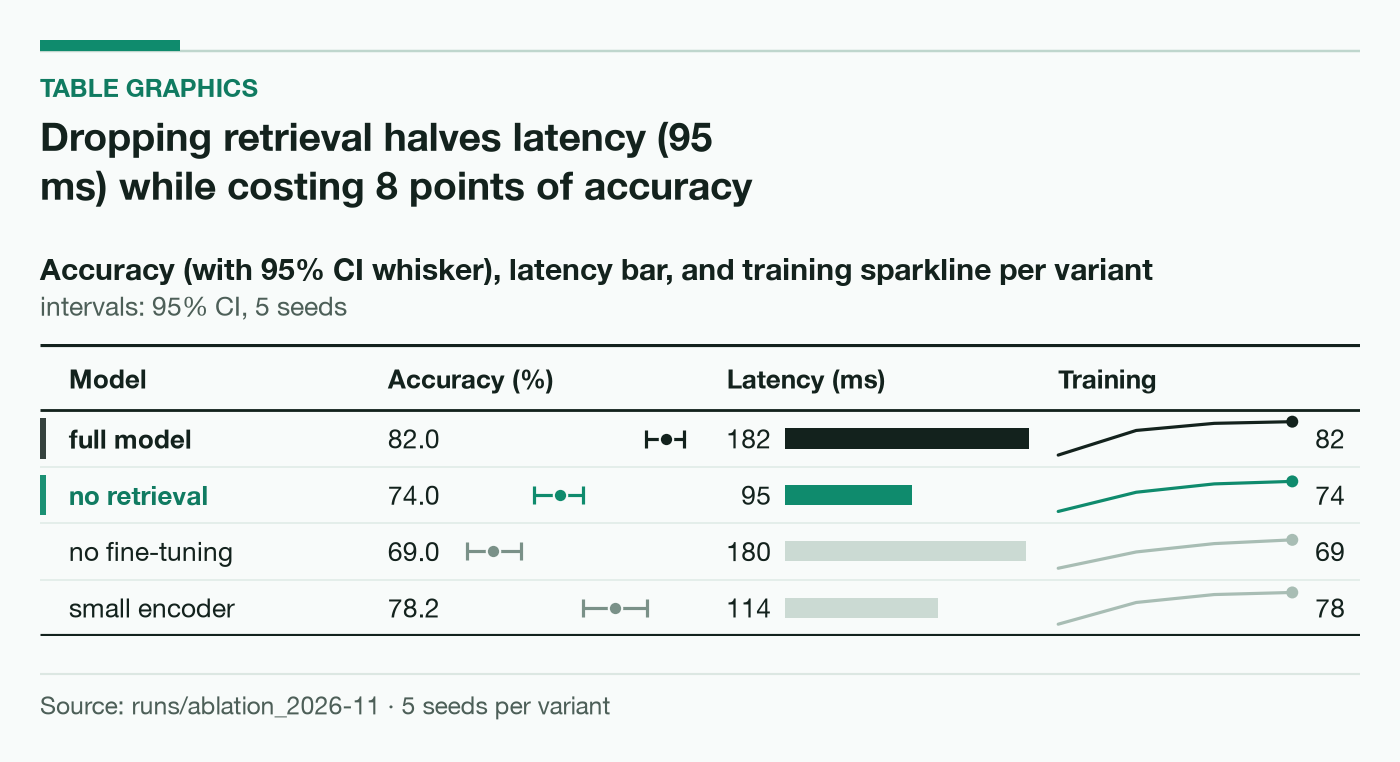 TABLE GRAPHICS
Dropping retrieval halves latency (95
ms) while costing 8 points of accuracy
Accuracy (with 95% CI whisker), latency bar, and training sparkline per variant
intervals: 95% CI, 5 seeds
Model Accuracy (%) Latency (ms) Training
full model 82.0 182 82
no retrieval 74.0 95 74
no fine-tuning 69.0 180 69
small encoder 78.2 114 78
Source: runs/ablation_2026-11 · 5 seeds per variant